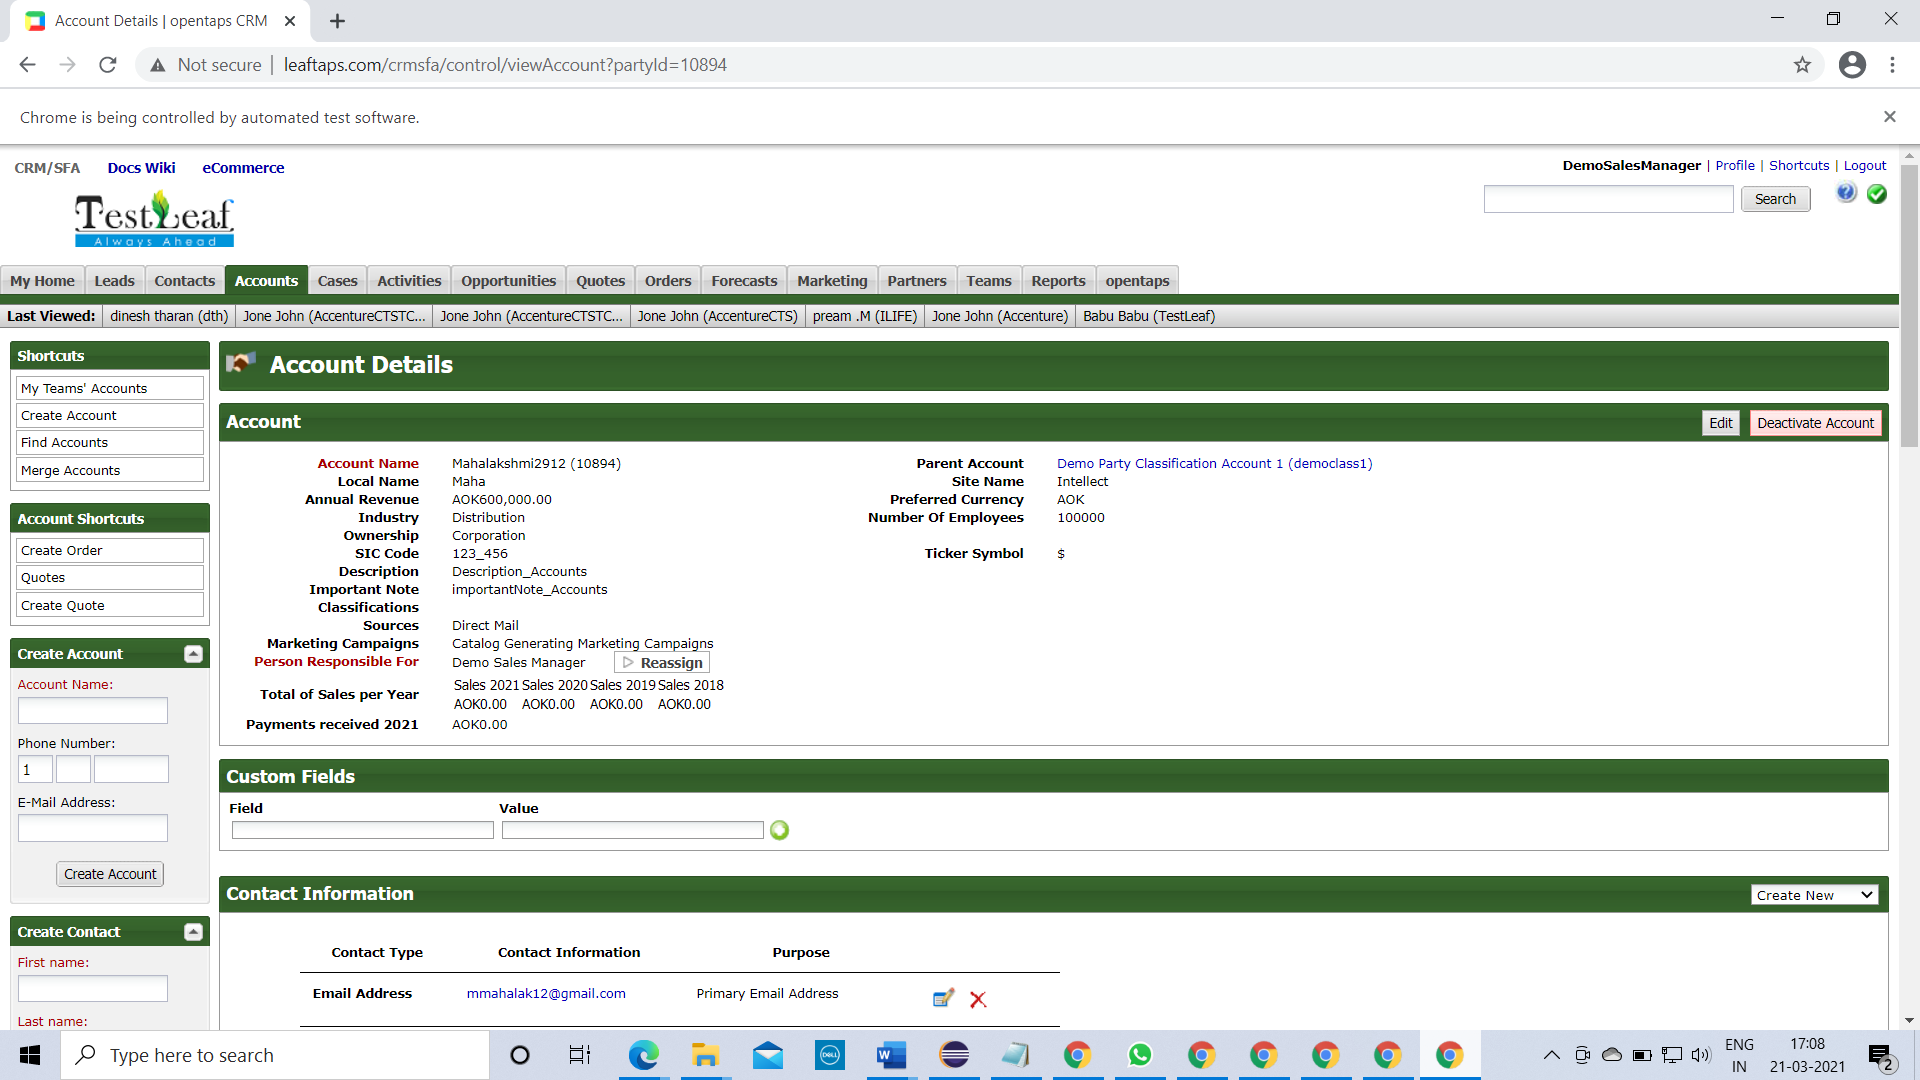 Account Details | opentaps CRM
Not secure | leaftaps.com/crmsfa/control/viewAccount?partyId=10894
Chrome is being controlled by automated test software.
CRM/SFA Docs Wiki eCommerce
DemoSalesManager | Profile | Shortcuts | Logout
TestLeaf
Always Ahead
Search
My Home Leads Contacts Accounts Cases Activities Opportunities Quotes Orders Forecasts Marketing Partners Teams Reports opentaps
Last Viewed: dinesh tharan (dth) Jone John (AccentureCTSTC... Jone John (AccentureCTSTC... Jone John (AccentureCTS) pream .M (ILIFE) Jone John (Accenture) Babu Babu (TestLeaf)
Shortcuts
My Teams' Accounts
Create Account
Find Accounts
Merge Accounts
Account Shortcuts
Create Order
Quotes
Create Quote
Create Account
Account Name:
Phone Number:
1
E-Mail Address:
Create Account
Create Contact
First name:
Last name:
Account Details
Account
Edit Deactivate Account
Account Name Mahalakshmi2912 (10894) Parent Account Demo Party Classification Account 1 (democlass1)
Local Name Maha Site Name Intellect
Annual Revenue AOK600,000.00 Preferred Currency AOK
Industry Distribution Number Of Employees 100000
Ownership Corporation
SIC Code 123_456 Ticker Symbol $
Description Description_Accounts
Important Note importantNote_Accounts
Classifications
Sources Direct Mail
Marketing Campaigns Catalog Generating Marketing Campaigns
Person Responsible For Demo Sales Manager Reassign
Total of Sales per Year Sales 2021 Sales 2020 Sales 2019 Sales 2018
AOK0.00 AOK0.00 AOK0.00 AOK0.00
Payments received 2021 AOK0.00
Custom Fields
Field Value
Contact Information
Create New
Contact Type Contact Information Purpose
Email Address mmahalak12@gmail.com Primary Email Address
Type here to search
DELL
W
ENG
IN
17:08
21-03-2021
2